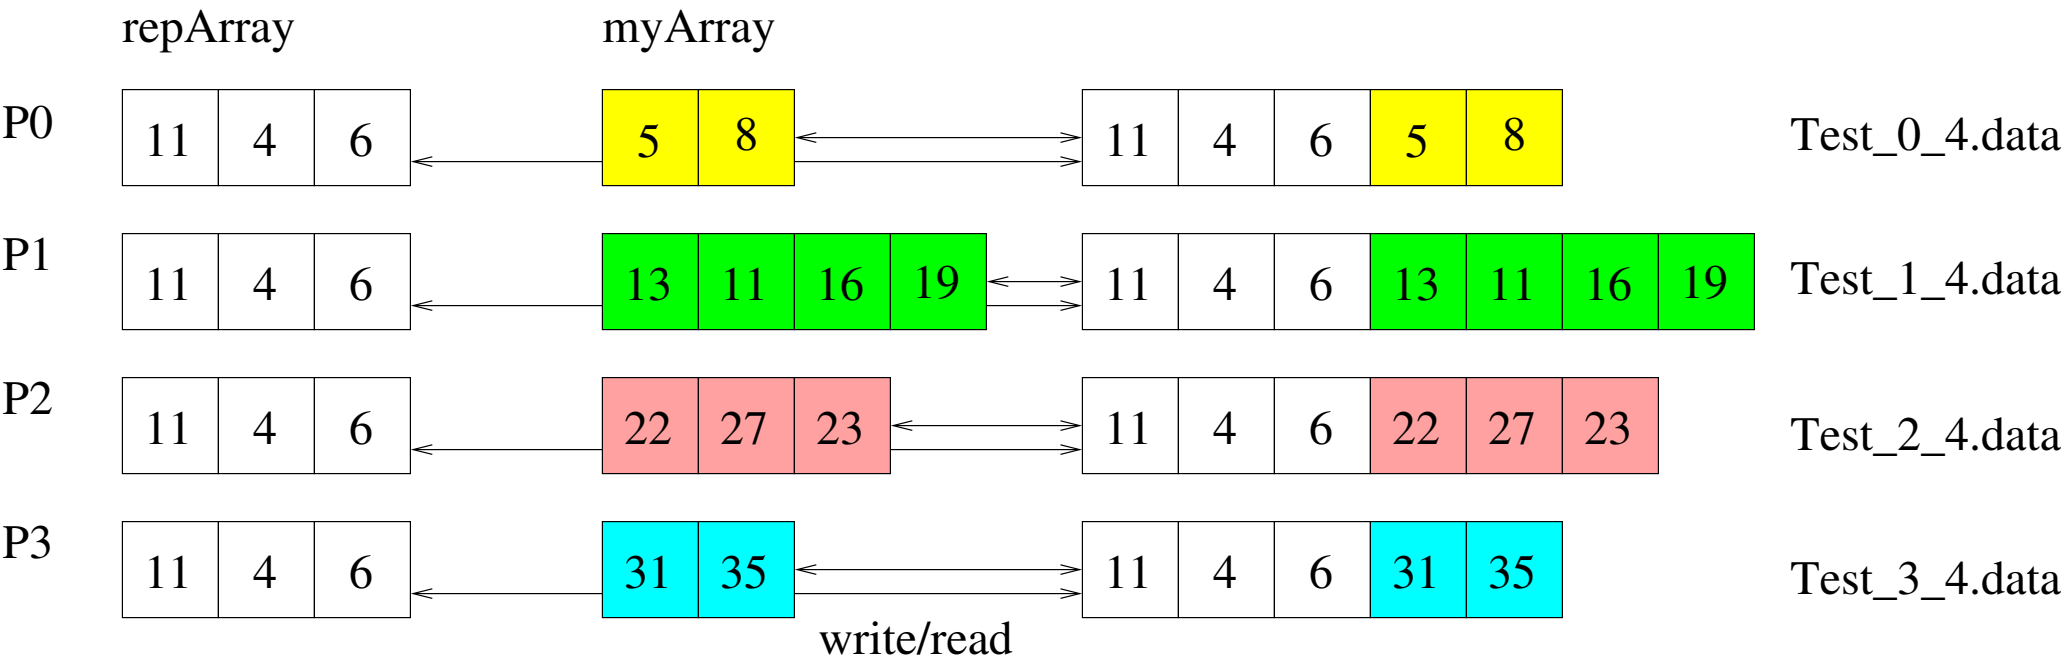 repArray myArray
P0 11 4 6 5 8 11 4 6 5 8 Test_0_4.data
P1 11 4 6 13 11 16 19 11 4 6 13 11 16 19 Test_1_4.data
P2 11 4 6 22 27 23 11 4 6 22 27 23 Test_2_4.data
P3 11 4 6 31 35 11 4 6 31 35 Test_3_4.data
write/read